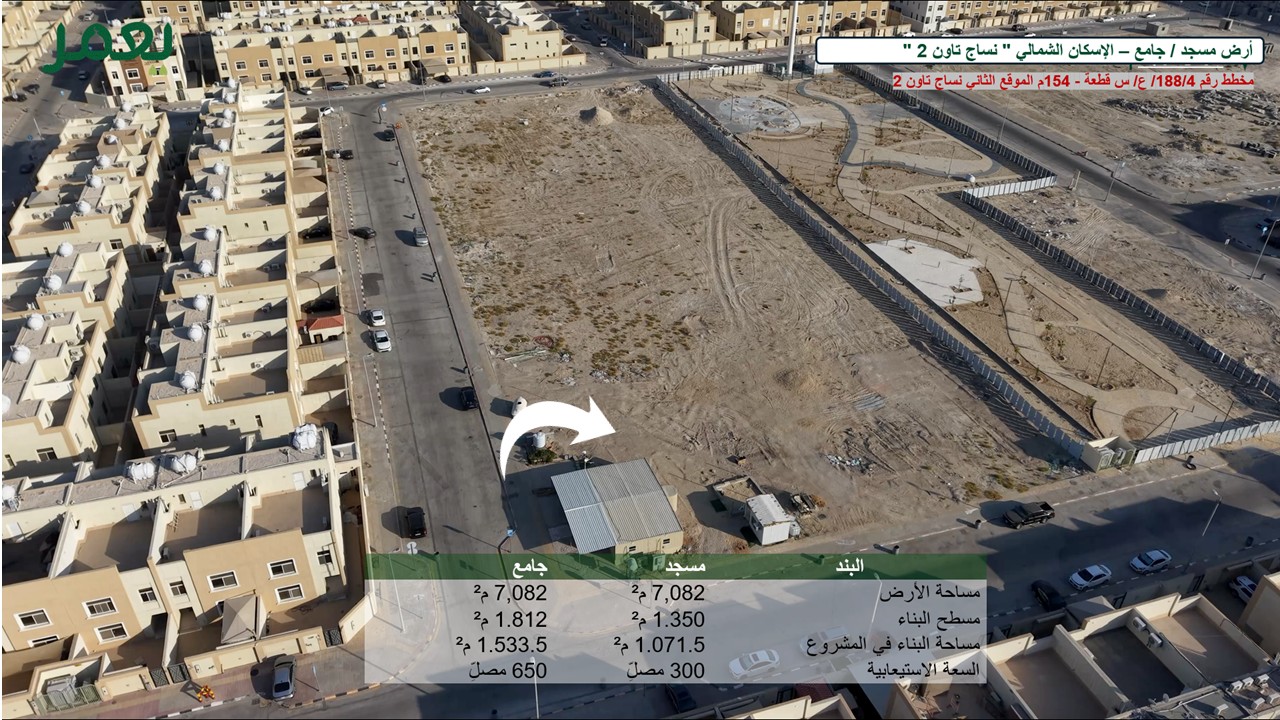 يعمر
أرض مسجد / جامع – الإسكان الشمالي " نساج تاون 2 "
مخطط رقم 188/4/ ع/ س قطعة - 154م الموقع الثاني نساج تاون 2
البند مسجد جامع
مساحة الأرض 7,082 م² 7,082 م²
مسطح البناء 1.350 م² 1.812 م²
مساحة البناء في المشروع 1.071.5 م² 1.533.5 م²
السعة الاستيعابية 300 مصلّ 650 مصلّ